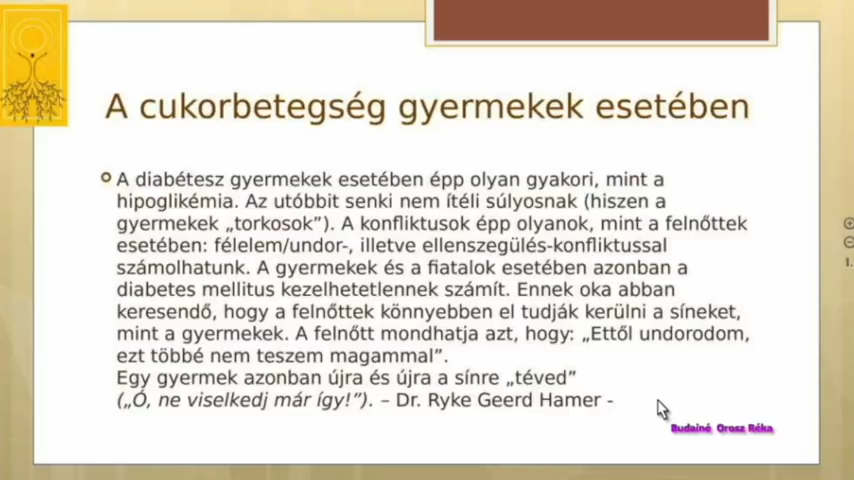 A cukorbetegség gyermekek esetében
A diabétesz gyermekek esetében épp olyan gyakori, mint a
hipoglikémia. Az utóbbit senki nem ítéli súlyosnak (hiszen a
gyermekek „torkosok”). A konfliktusok épp olyanok, mint a felnőttek
esetében: félelem/undor-, illetve ellenszegülés-konfliktussal
számolhatunk. A gyermekek és a fiatalok esetében azonban a
diabetes mellitus kezelhetetlennek számít. Ennek oka abban
keresendő, hogy a felnőttek könnyebben el tudják kerülni a síneket,
mint a gyermekek. A felnőtt mondhatja azt, hogy: „Ettől undorodom,
ezt többé nem teszem magammal”.
Egy gyermek azonban újra és újra a sínre „téved”
(„Ó, ne viselkedj már így!”). – Dr. Ryke Geerd Hamer -
Budainé Orosz Réka